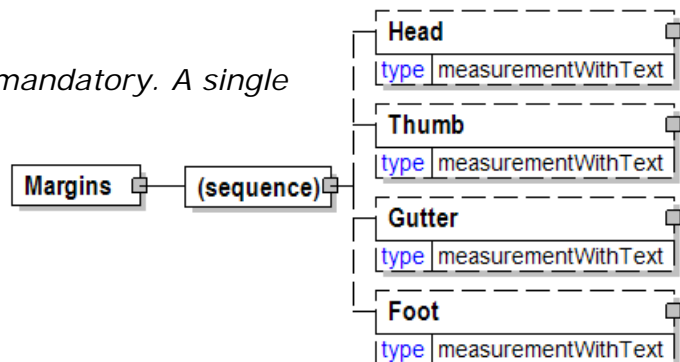 Head
type measurementWithText
mandatory. A single
Thumb
type measurementWithText
Margins
(sequence)
Gutter
type measurementWithText
Foot
type measurementWithText